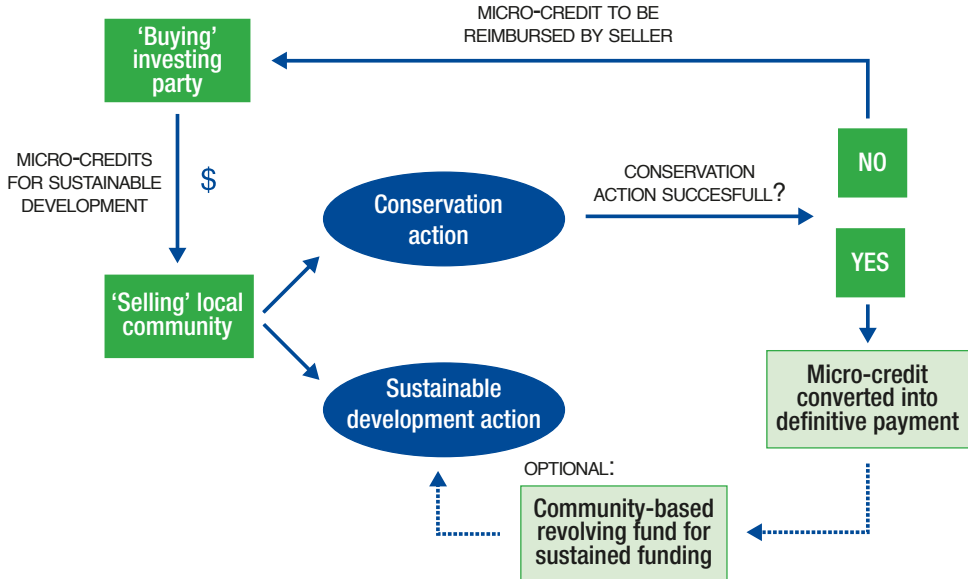 MICRO-CREDIT TO BE
REIMBURSED BY SELLER
'Buying'
investing
party
MICRO-CREDITS
FOR SUSTAINABLE
DEVELOPMENT
$
NO
CONSERVATION
ACTION SUCCESFULL?
Conservation
action
YES
'Selling' local
community
Micro-credit
converted into
definitive payment
Sustainable
development action
OPTIONAL:
Community-based
revolving fund for
sustained funding